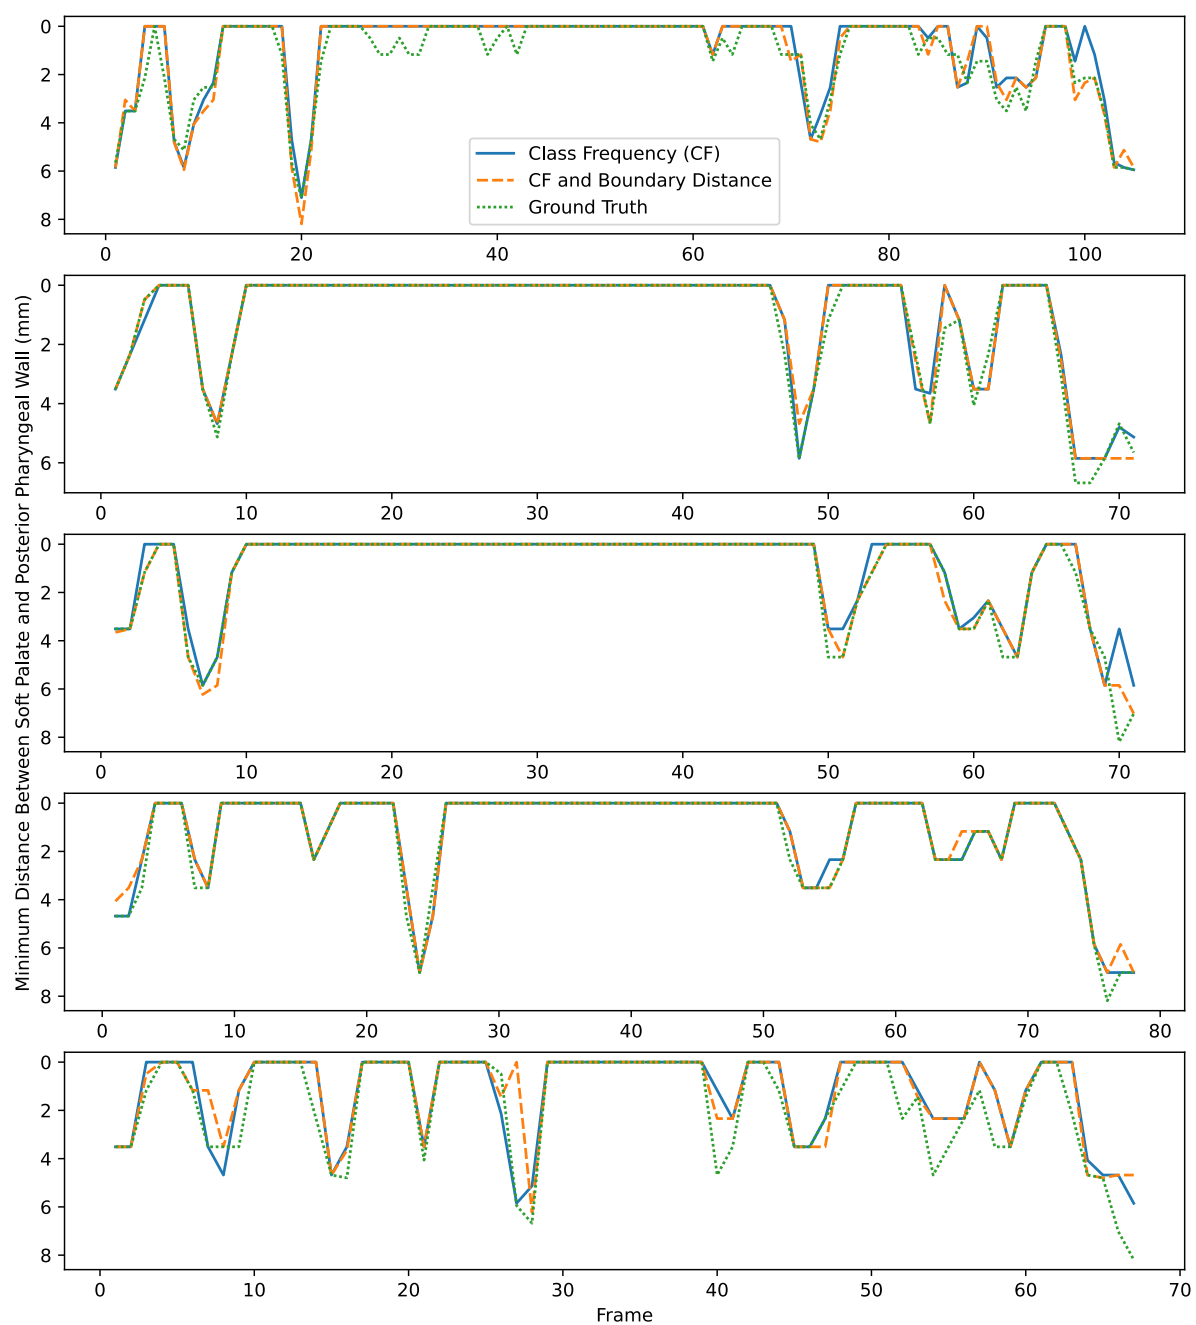 0
2
4
6
8
Class Frequency (CF)
CF and Boundary Distance
Ground Truth
0 20 40 60 80 100
0
2
4
6
0 10 20 30 40 50 60 70
Minimum Distance Between Soft Palate and Posterior Pharyngeal Wall (mm)
0
2
4
6
8
0 10 20 30 40 50 60 70
0
2
4
6
8
0 10 20 30 40 50 60 70 80
0
2
4
6
8
0 10 20 30 40 50 60 70
Frame